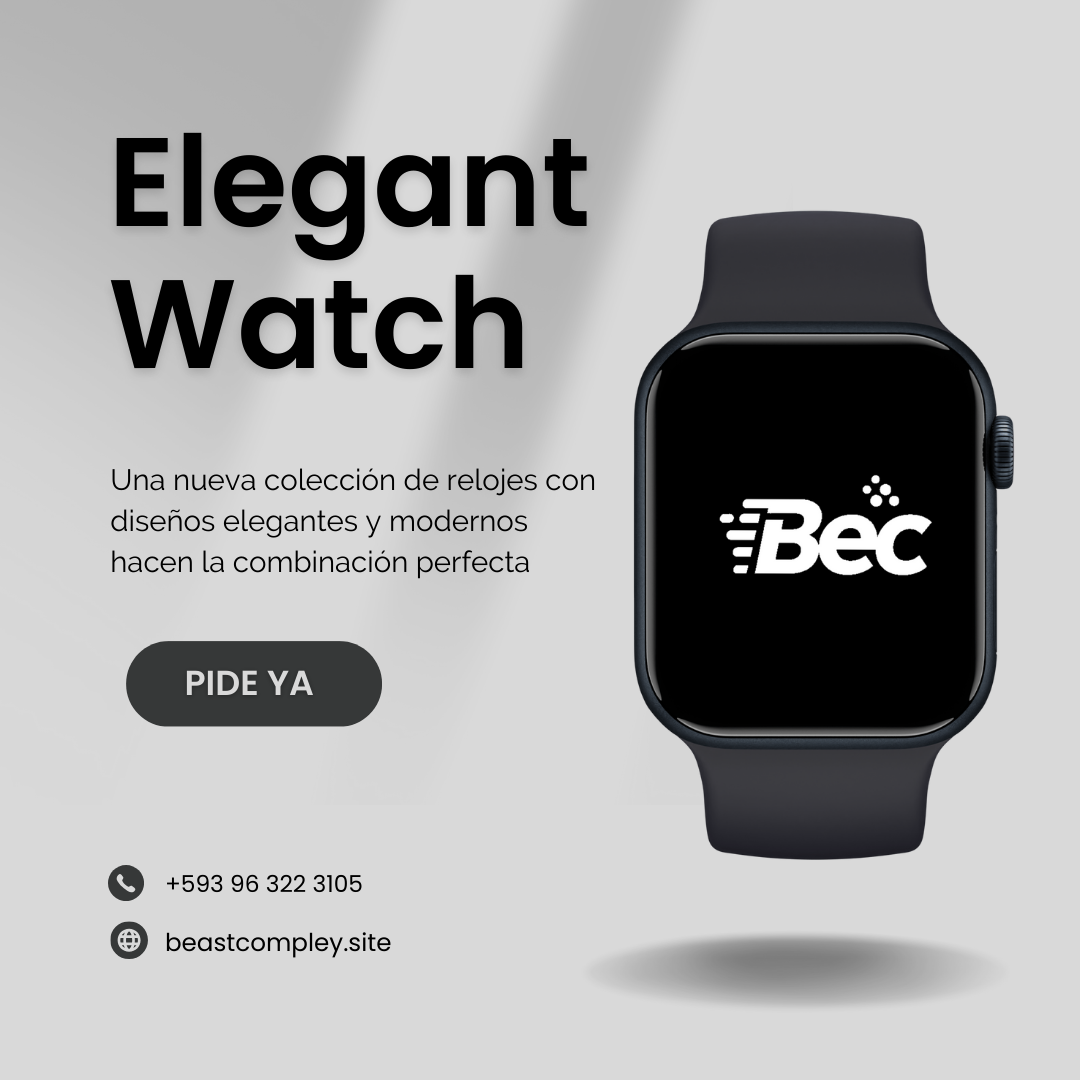 Elegant
Watch
Una nueva colección de relojes con
diseños elegantes y modernos
hacen la combinación perfecta
Bec
PIDE YA
+593 96 322 3105
beastcompley.site